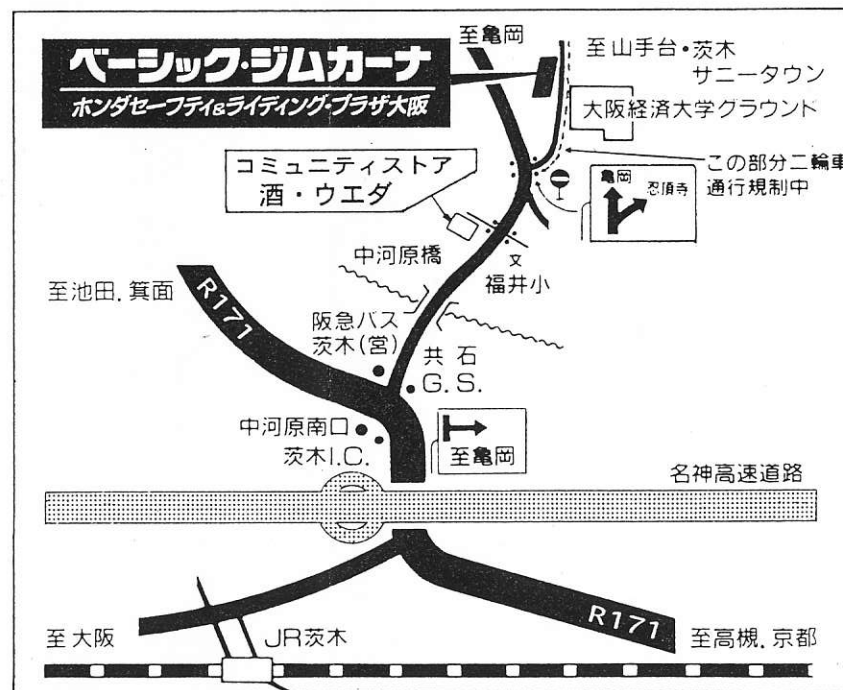 ベーシック・ジムカーナ
ホンダセーフティ&ライディング・プラザ大阪
至亀岡
至山手台・茨木
サニータウン
大阪経済大学グラウンド
この部分二輪車
通行規制中
亀岡
忍頂寺
コミュニティストア
酒・ウエダ
文
福井小
中河原橋
至池田、箕面
R171
阪急バス
茨木(営)
共石
G.S.
中河原南口
茨木I.C.
至亀岡
名神高速道路
R171
至大阪
JR茨木
至高槻、京都